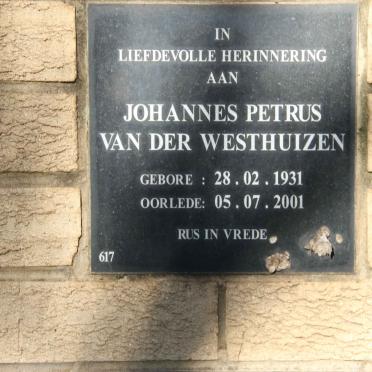 IN
LIEFDEVOLLE HERINNERING
AAN
JOHANNES PETRUS
VAN DER WESTHUIZEN
GEBORE : 28.02.1931
OORLEDE: 05.07.2001
RUS IN VREDE
617